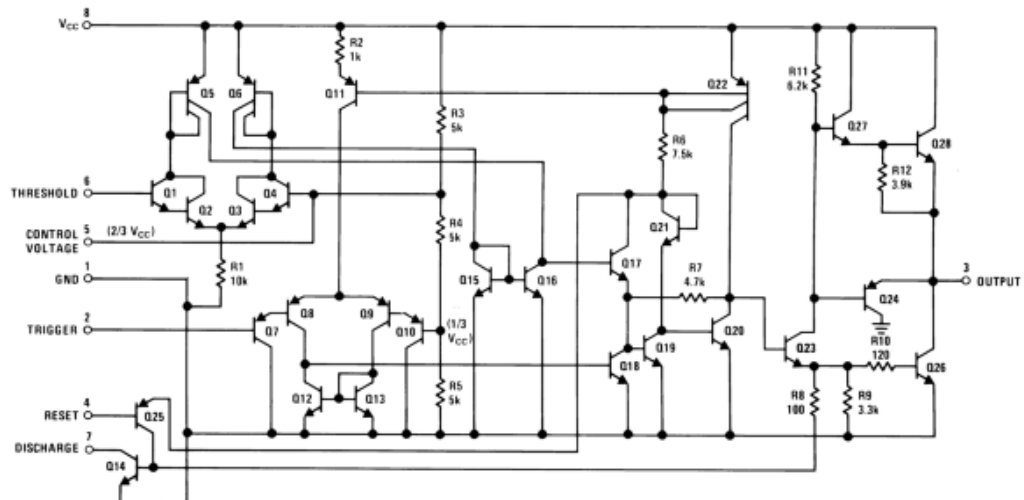 8
VCC
R2
1k
Q5
Q6
Q11
Q22
R11
6.2k
Q27
Q28
R3
5k
R6
7.5k
R12
3.9k
6
THRESHOLD
Q1
Q2
Q3
Q4
5
CONTROL
VOLTAGE
(2/3 VCC)
R4
5k
Q21
1
GND
R1
10k
Q15
Q16
Q17
R7
4.7k
3
OUTPUT
Q24
2
TRIGGER
Q7
Q8
Q9
Q10
(1/3
VCC)
Q18
Q19
Q20
Q23
R10
120
Q26
Q12
Q13
R5
5k
R8
100
R9
3.3k
4
RESET
Q25
7
DISCHARGE
Q14